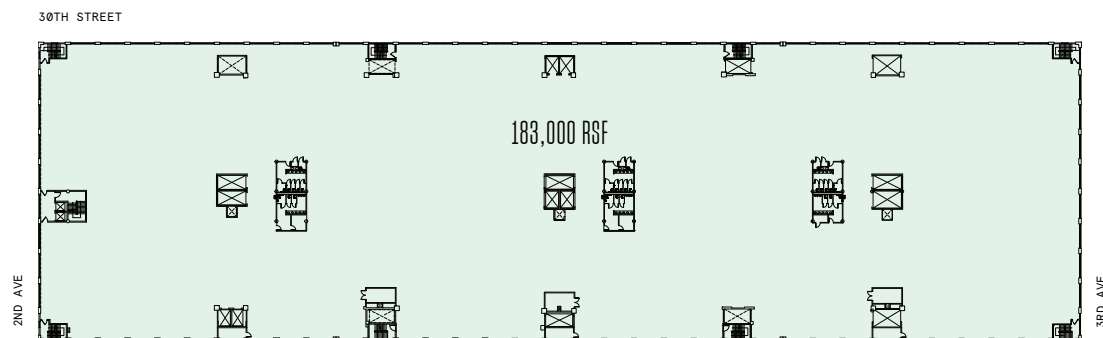 30TH STREET
183,000 RSF
2ND AVE
3RD AVE